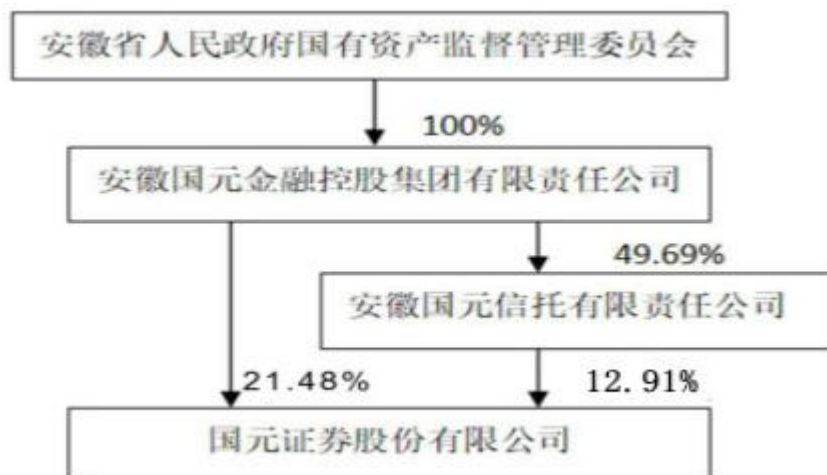 安徽省人民政府国有资产监督管理委员会
100%
安徽国元金融控股集团有限责任公司
49.69%
安徽国元信托有限责任公司
21.48%
12.91%
国元证券股份有限公司